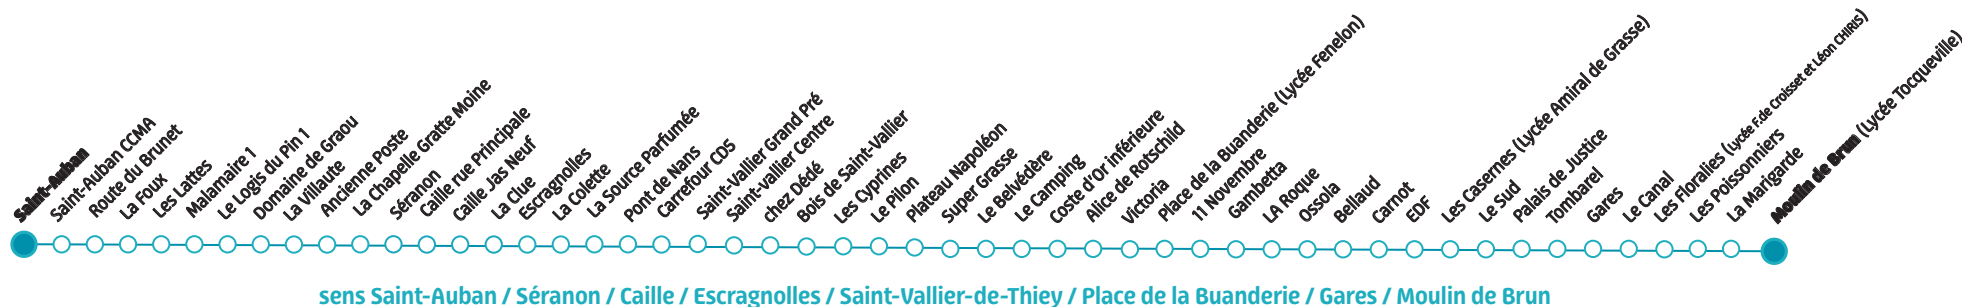 Saint-Auban
Saint-Auban CCMA
Route du Brunet
La Foux
Les Lattes
Malamaire 1
Le Logis du Pin 1
Domaine de Graou
La Villaute
Ancienne Poste
La Chapelle Gratte Moine
Séranon
Caille rue Principale
Caille Jas Neuf
La Clue
Escragnolles
La Colette
La Source Parfumée
Pont de Nans
Carrefour CD5
Saint-Vallier Grand Pré
Saint-vallier Centre
chez Dédé
Bois de Saint-Vallier
Les Cyprines
Le Pilon
Plateau Napoléon
Super Grasse
Le Belvédère
Le Camping
Coste d'Or inférieure
Alice de Rotschild
Victoria
Place de la Buanderie (Lycée Fenelon)
11 Novembre
Gambetta
LA Roque
Ossola
Bellaud
Carnot
EDF
Les Casernes (Lycée Amiral de Grasse)
Le Sud
Palais de Justice
Tombarel
Gares
Le Canal
Les Floralies (Lycée F.de Croisset et Léon CHIRIS)
Les Poissonniers
La Marigarde
Moulin de Brun (Lycée Tocqueville)
sens Saint-Auban / Séranon / Caille / Escragnolles / Saint-Vallier-de-Thiey / Place de la Buanderie / Gares / Moulin de Brun